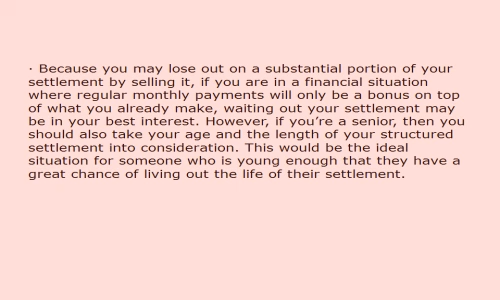 · Because you may lose out on a substantial portion of your
settlement by selling it, if you are in a financial situation
where regular monthly payments will only be a bonus on top
of what you already make, waiting out your settlement may
be in your best interest. However, if you’re a senior, then you
should also take your age and the length of your structured
settlement into consideration. This would be the ideal
situation for someone who is young enough that they have a
great chance of living out the life of their settlement.